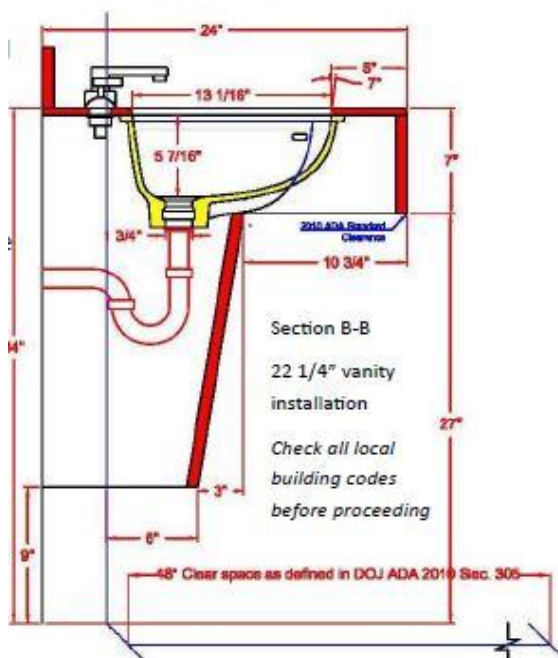 24"
5"
7"
13 1/16"
5 7/16"
7"
2010 ADA Standard
Clearance
3/4"
10 3/4"
Section B-B
22 1/4" vanity
installation
Check all local
building codes
before proceeding
27"
3"
6"
9"
48" Clear space as defined in DOJ ADA 2010 Sec. 305